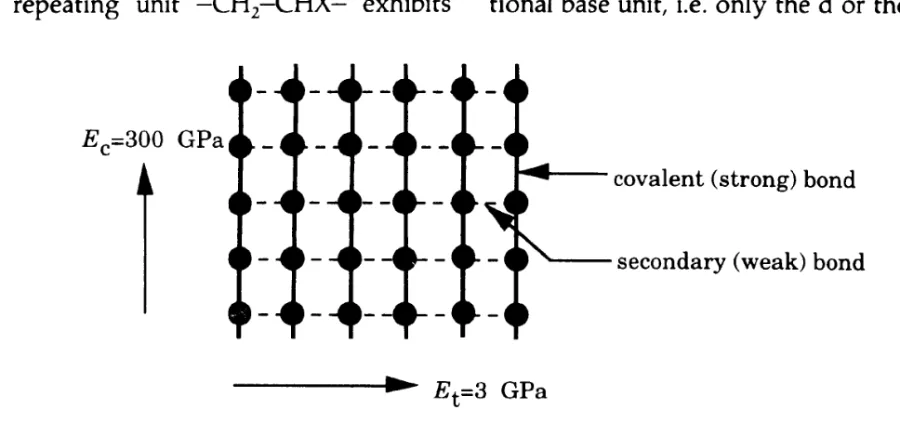 repeating unit –CH2–CHX– exhibits
tional base unit, i.e. only the d or the
Ec=300 GPa
covalent (strong) bond
secondary (weak) bond
Et=3 GPa